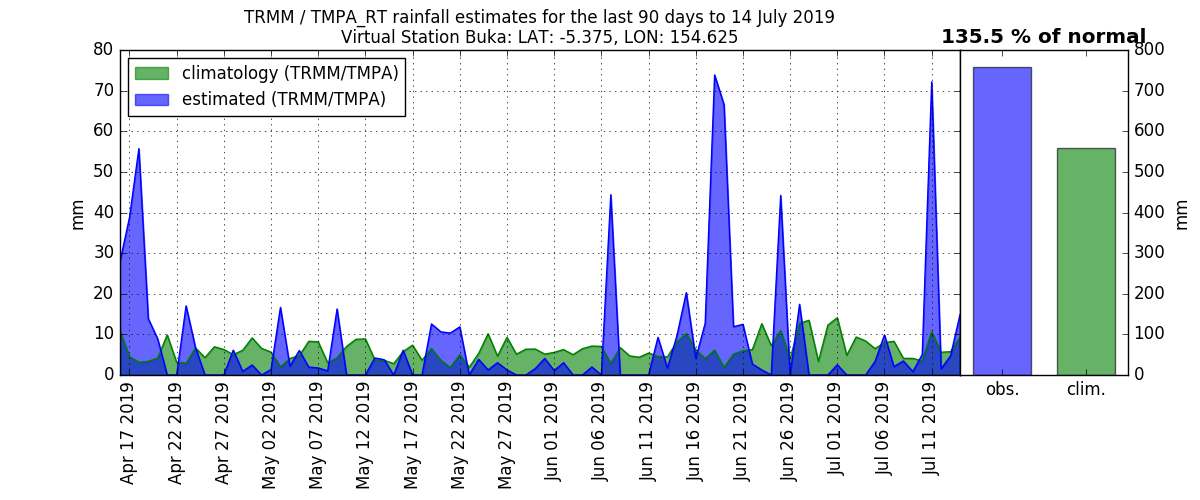 TRMM / TMPA_RT rainfall estimates for the last 90 days to 14 July 2019
Virtual Station Buka: LAT: -5.375, LON: 154.625
135.5 % of normal
climatology (TRMM/TMPA)
estimated (TRMM/TMPA)
80
70
60
50
40
30
20
10
0
mm
Apr 17 2019
Apr 22 2019
Apr 27 2019
May 02 2019
May 07 2019
May 12 2019
May 17 2019
May 22 2019
May 27 2019
Jun 01 2019
Jun 06 2019
Jun 11 2019
Jun 16 2019
Jun 21 2019
Jun 26 2019
Jul 01 2019
Jul 06 2019
Jul 11 2019
obs.
clim.
800
700
600
500
400
300
200
100
0
mm